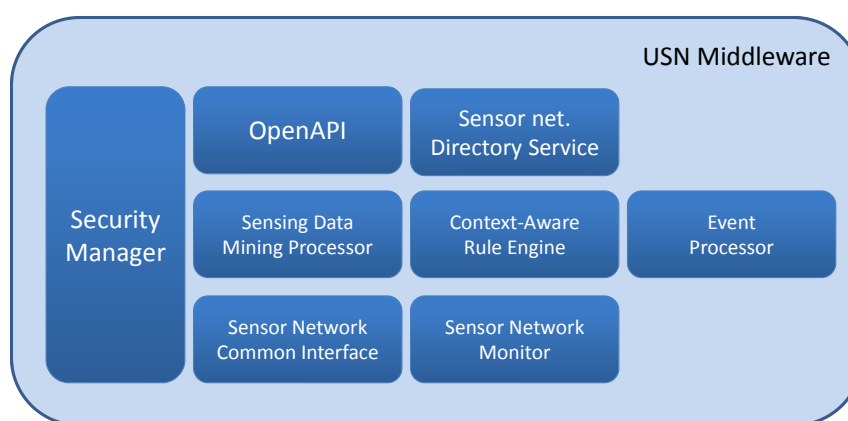 USN Middleware
OpenAPI
Sensor net.
Directory Service
Security
Manager
Sensing Data
Mining Processor
Context-Aware
Rule Engine
Event
Processor
Sensor Network
Common Interface
Sensor Network
Monitor